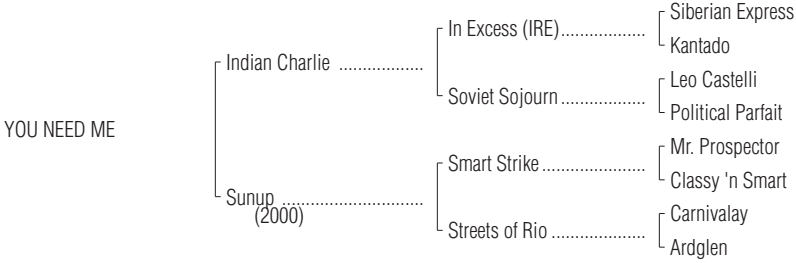 Siberian Express
In Excess (IRE)...................
Kantado
Indian Charlie ..................
Leo Castelli
Soviet Sojourn ..................
Political Parfait
YOU NEED ME
Mr. Prospector
Smart Strike ......................
Classy 'n Smart
Sunup ..............................
(2000)
Carnivalay
Streets of Rio ....................
Ardglen